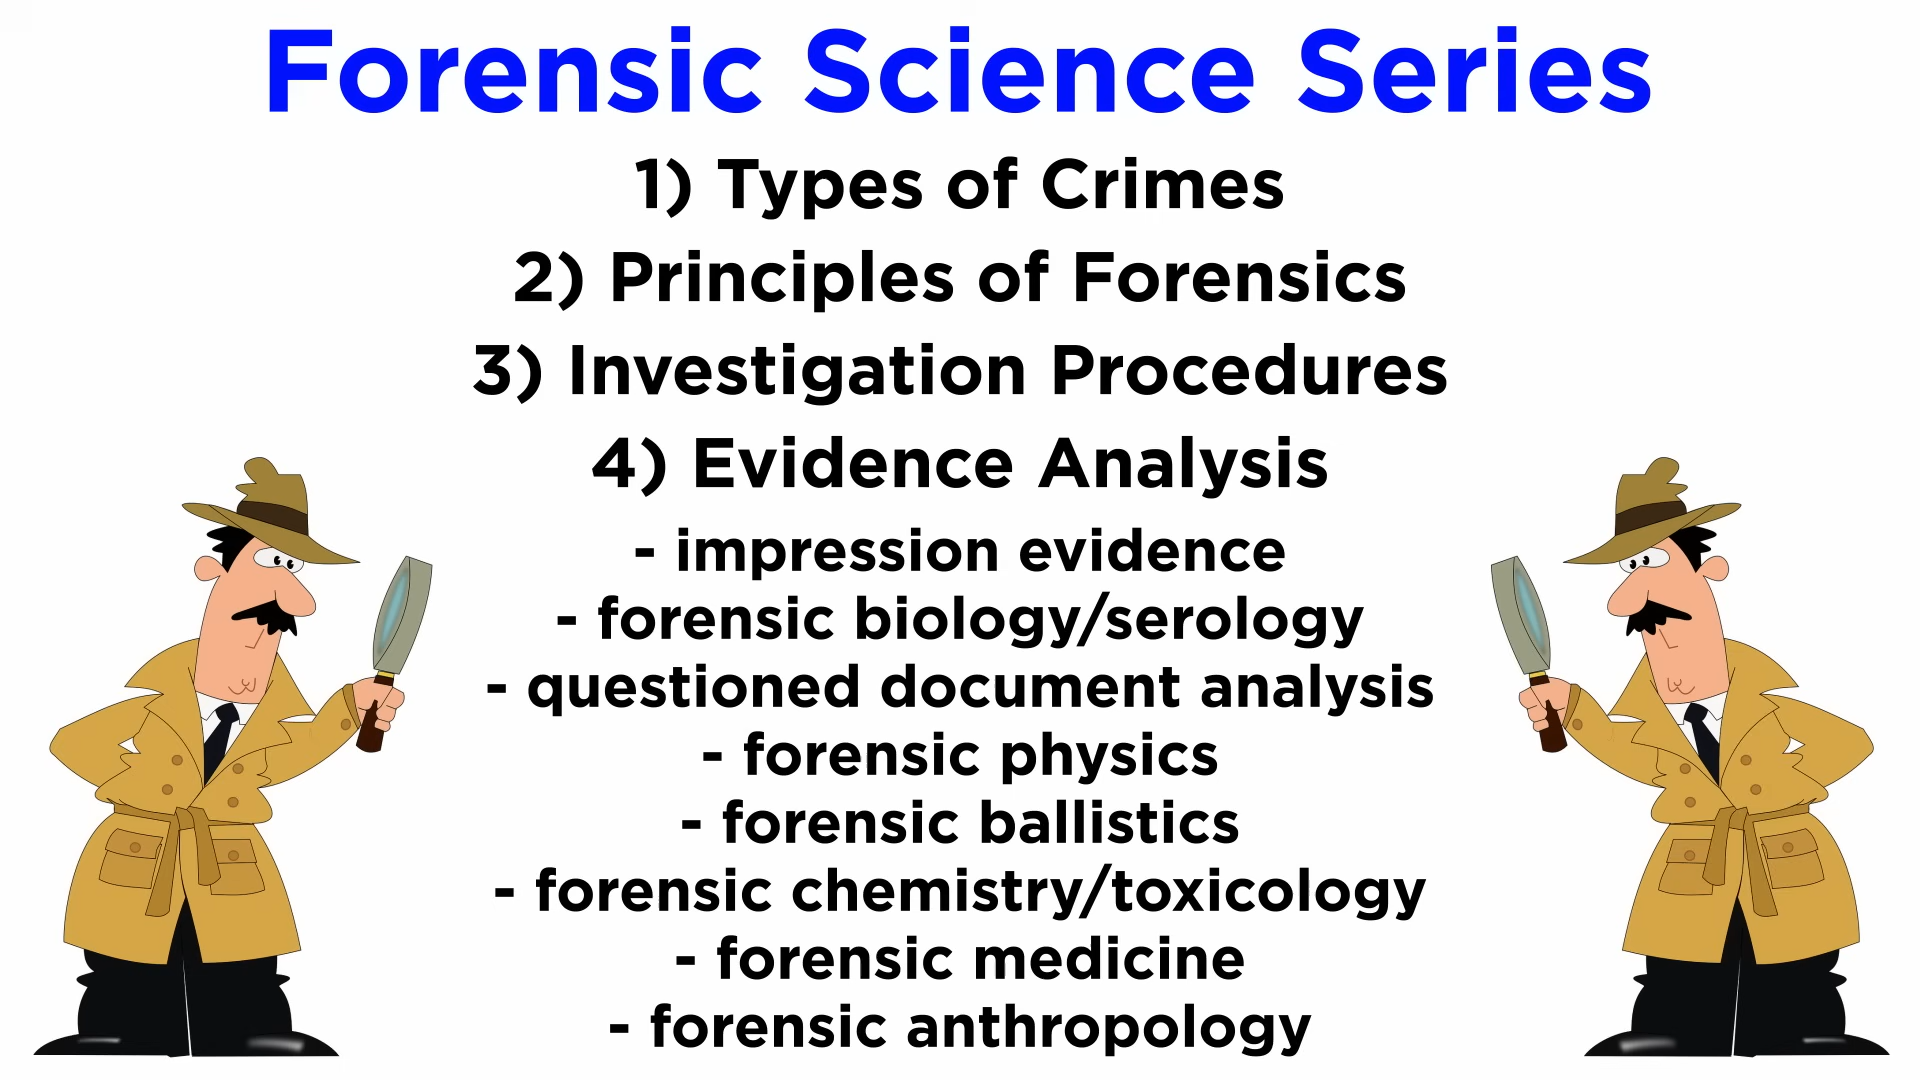 Forensic Science Series
1) Types of Crimes
2) Principles of Forensics
3) Investigation Procedures
4) Evidence Analysis
- impression evidence
- forensic biology/serology
- questioned document analysis
- forensic physics
- forensic ballistics
- forensic chemistry/toxicology
- forensic medicine
- forensic anthropology